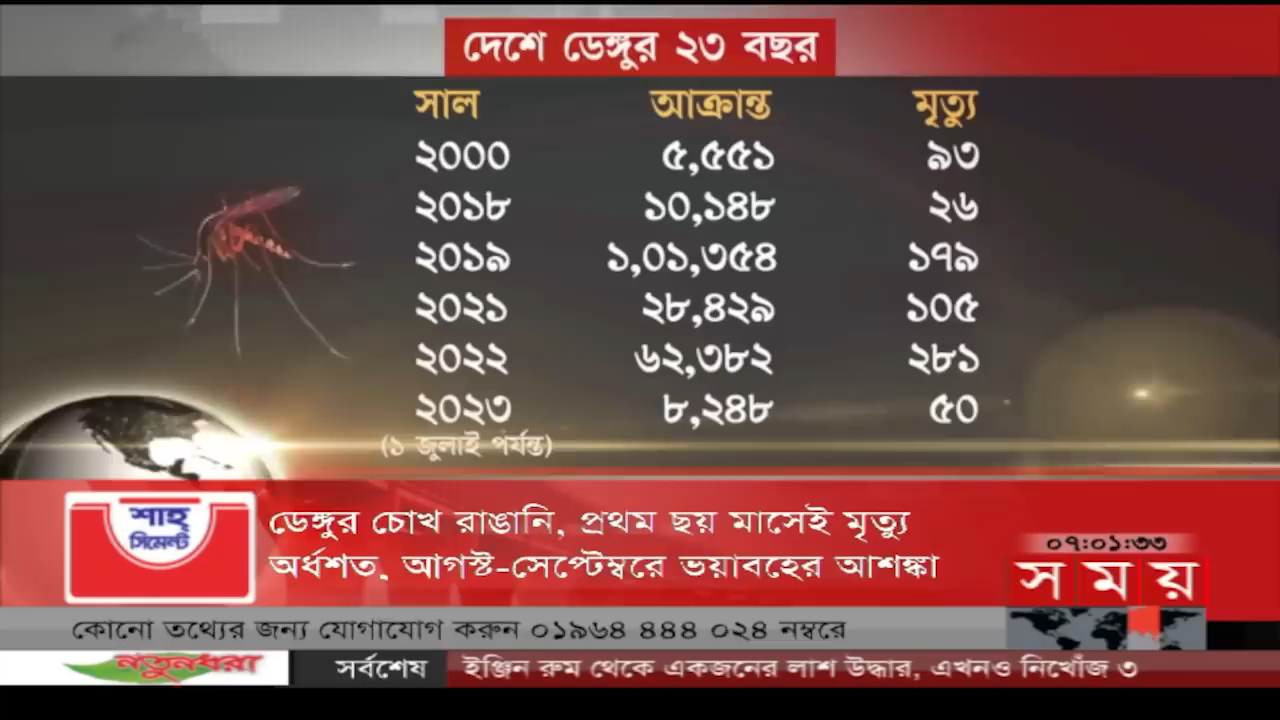 দেশে ডেঙ্গুর ২৩ বছর
সাল আক্রান্ত মৃত্যু
২০০০ ৫,৫৫১ ৯৩
২০১৮ ১০,১৪৮ ২৬
২০১৯ ১,০১,৩৫৪ ১৭৯
২০২১ ২৮,৪২৯ ১০৫
২০২২ ৬২,৩৮২ ২৮১
২০২৩ ৮,২৪৮ ৫০
(১ জুলাই পর্যন্ত)
শাহ্
সিমেন্ট
ডেঙ্গুর চোখ রাঙানি, প্রথম ছয় মাসেই মৃত্যু
অর্ধশত, আগস্ট-সেপ্টেম্বরে ভয়াবহের আশঙ্কা
০৭:০১:৩৩
সময়
কোনো তথ্যের জন্য যোগাযোগ করুন ০১৯৬৪ ৪৪৪ ০২৪ নম্বরে
নতুনধরা সর্বশেষ ইঞ্জিন রুম থেকে একজনের লাশ উদ্ধার, এখনও নিখোঁজ ৩